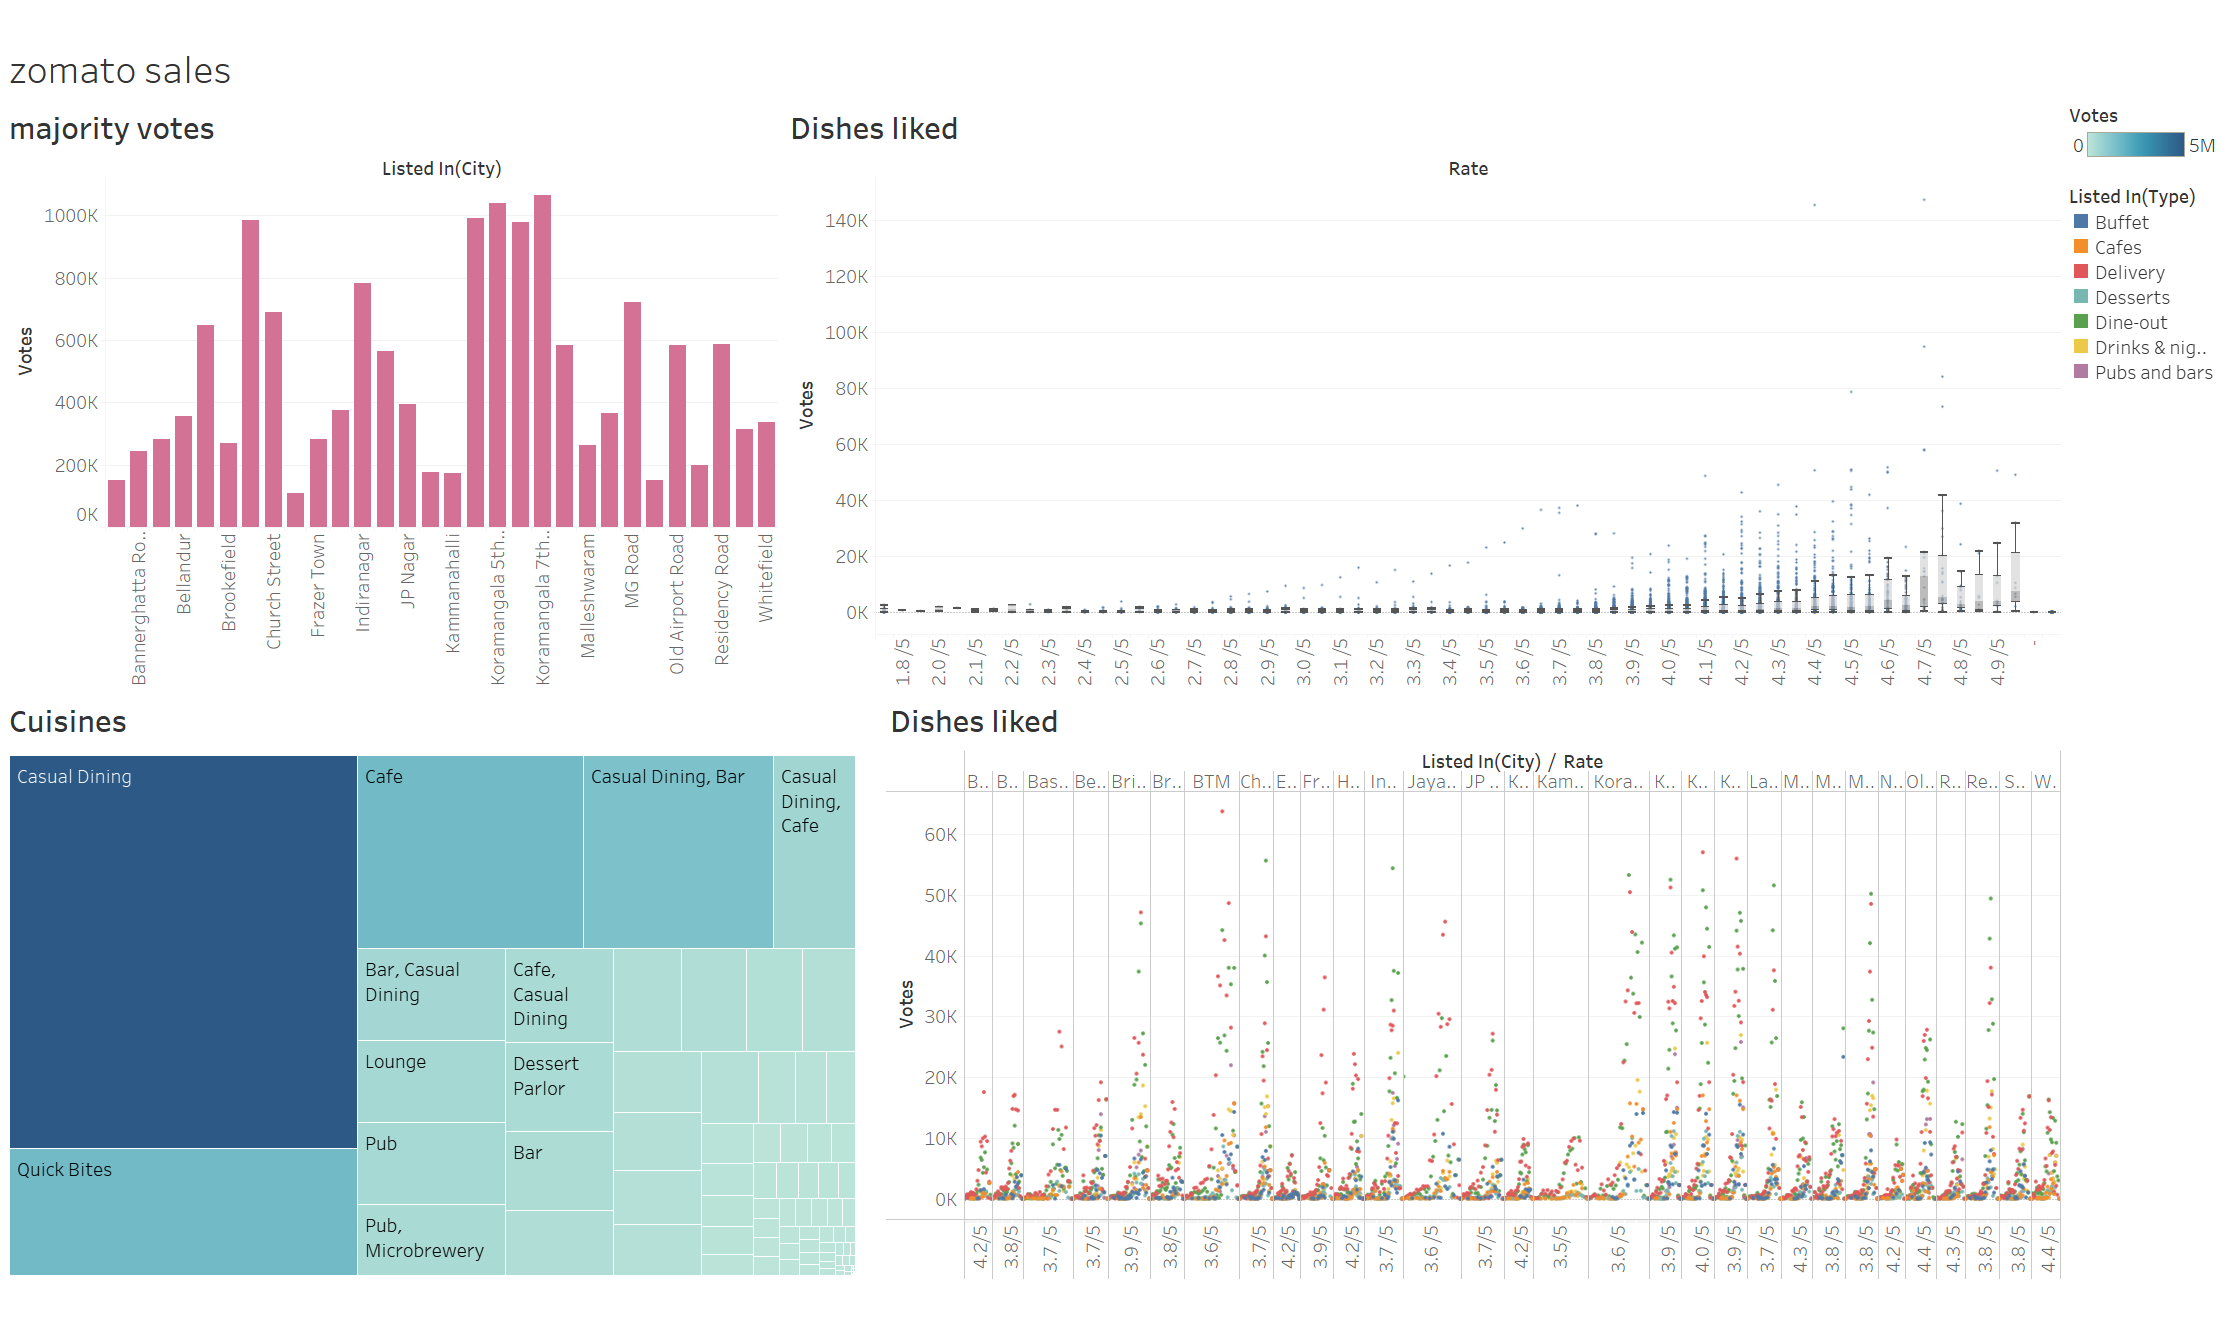 zomato sales
majority votes
Listed In(City)
Votes
1000K
800K
600K
400K
200K
0K
Bannerghatta Ro..
Bellandur
Brookefield
Church Street
Frazer Town
Indiranagar
JP Nagar
Kammanahalli
Koramangala 5th..
Koramangala 7th..
Malleshwaram
MG Road
Old Airport Road
Residency Road
Whitefield
Dishes liked
Rate
Votes
140K
120K
100K
80K
60K
40K
20K
0K
1.8 /5
2.0 /5
2.1 /5
2.2 /5
2.3 /5
2.4 /5
2.5 /5
2.6 /5
2.7 /5
2.8 /5
2.9 /5
3.0 /5
3.1 /5
3.2 /5
3.3 /5
3.4 /5
3.5 /5
3.6 /5
3.7 /5
3.8 /5
3.9 /5
4.0 /5
4.1 /5
4.2 /5
4.3 /5
4.4 /5
4.5 /5
4.6 /5
4.7 /5
4.8 /5
4.9 /5
-
Votes
0 5M
Listed In(Type)
Buffet
Cafes
Delivery
Desserts
Dine-out
Drinks & nig..
Pubs and bars
Cuisines
Casual Dining
Quick Bites
Cafe
Casual Dining, Bar
Casual
Dining,
Cafe
Bar, Casual
Dining
Lounge
Pub
Pub,
Microbrewery
Cafe,
Casual
Dining
Dessert
Parlor
Bar
Dishes liked
Listed In(City) / Rate
B.. B.. Bas.. Be.. Bri.. Br.. BTM Ch.. E.. Fr.. H.. In.. Jaya.. JP .. K.. Kam.. Kora.. K.. K.. K.. La.. M.. M.. M.. N.. Ol.. R.. Re.. S.. W.
Votes
60K
50K
40K
30K
20K
10K
0K
4.2/5
3.8/5
3.7 /5
3.7/5
3.9 /5
3.8/5
3.6/5
3.7/5
4.2/5
3.9/5
4.2/5
3.7 /5
3.6 /5
3.7/5
4.2/5
3.5/5
3.6 /5
3.9 /5
4.0 /5
3.9 /5
3.7 /5
4.3 /5
3.8 /5
3.8 /5
4.2 /5
4.4 /5
4.3 /5
3.8 /5
3.8 /5
4.4 /5